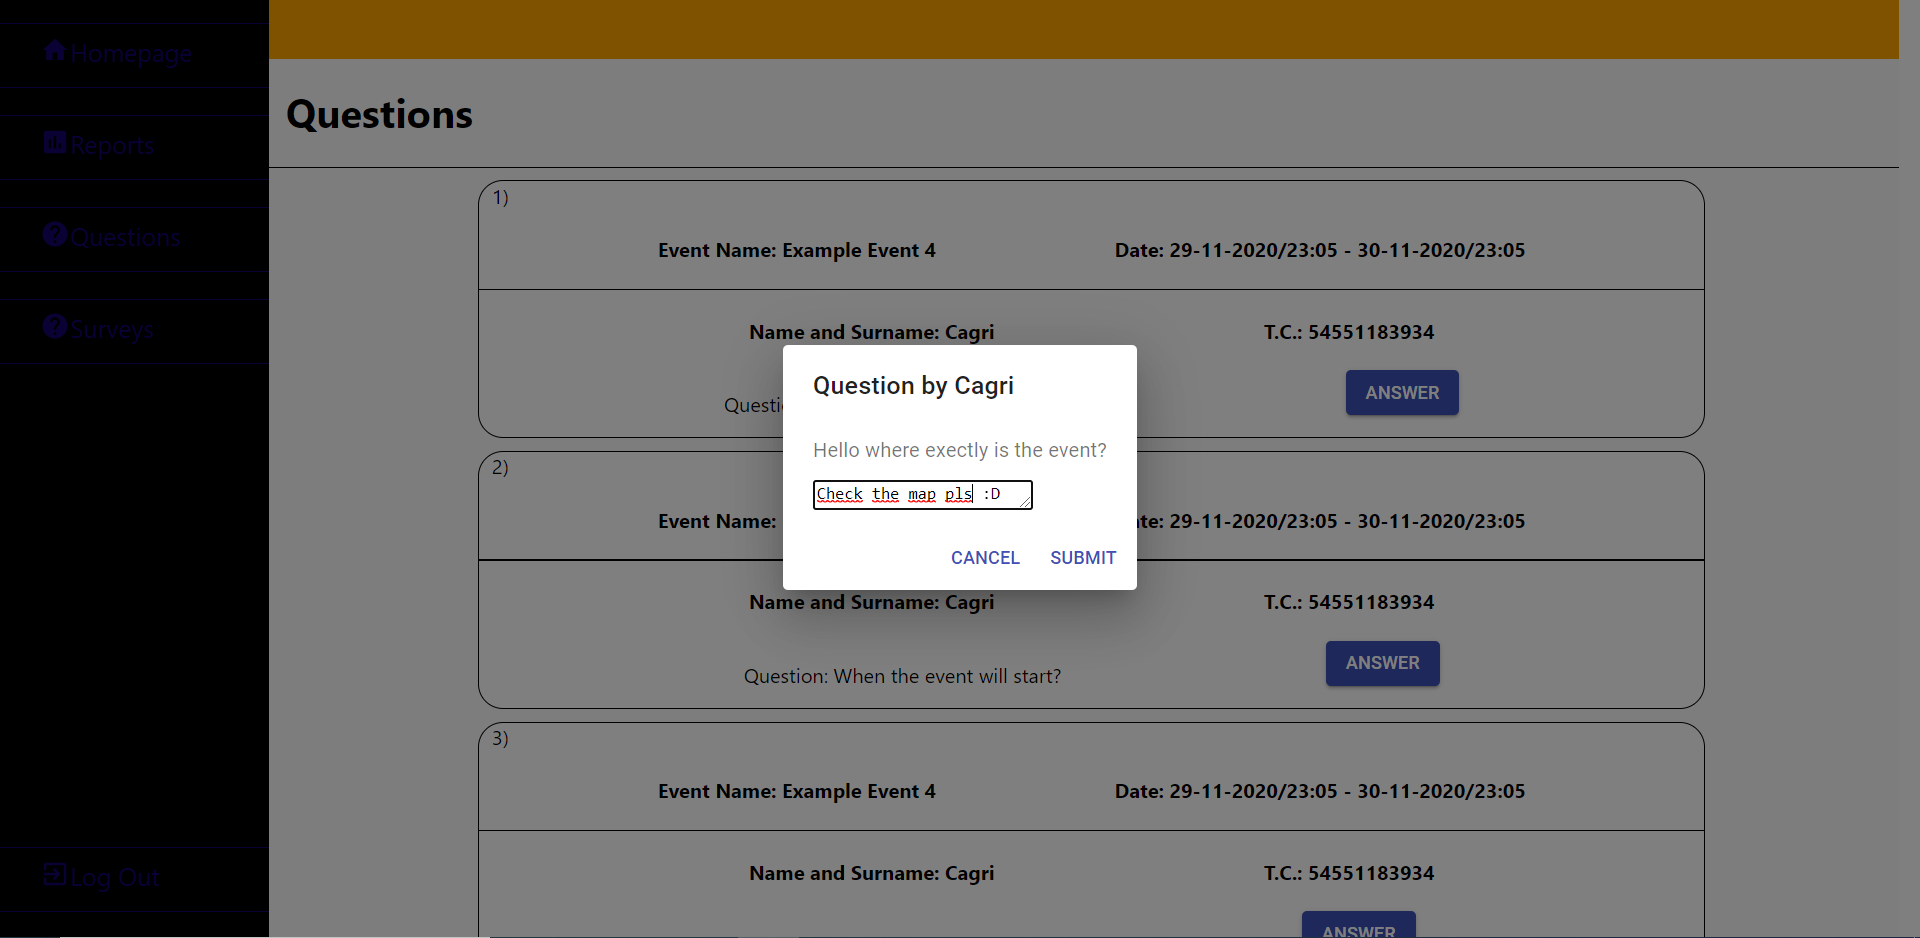 Homepage
Reports
Questions
Surveys
Log Out
Questions
1)
Event Name: Example Event 4 Date: 29-11-2020/23:05 - 30-11-2020/23:05
Name and Surname: Cagri T.C.: 54551183934
ANSWER
Question by Cagri
Hello where exectly is the event?
Check the map pls :D
CANCEL SUBMIT
2)
Event Name: 29-11-2020/23:05 - 30-11-2020/23:05
Name and Surname: Cagri T.C.: 54551183934
Question: When the event will start? ANSWER
3)
Event Name: Example Event 4 Date: 29-11-2020/23:05 - 30-11-2020/23:05
Name and Surname: Cagri T.C.: 54551183934
ANSWER